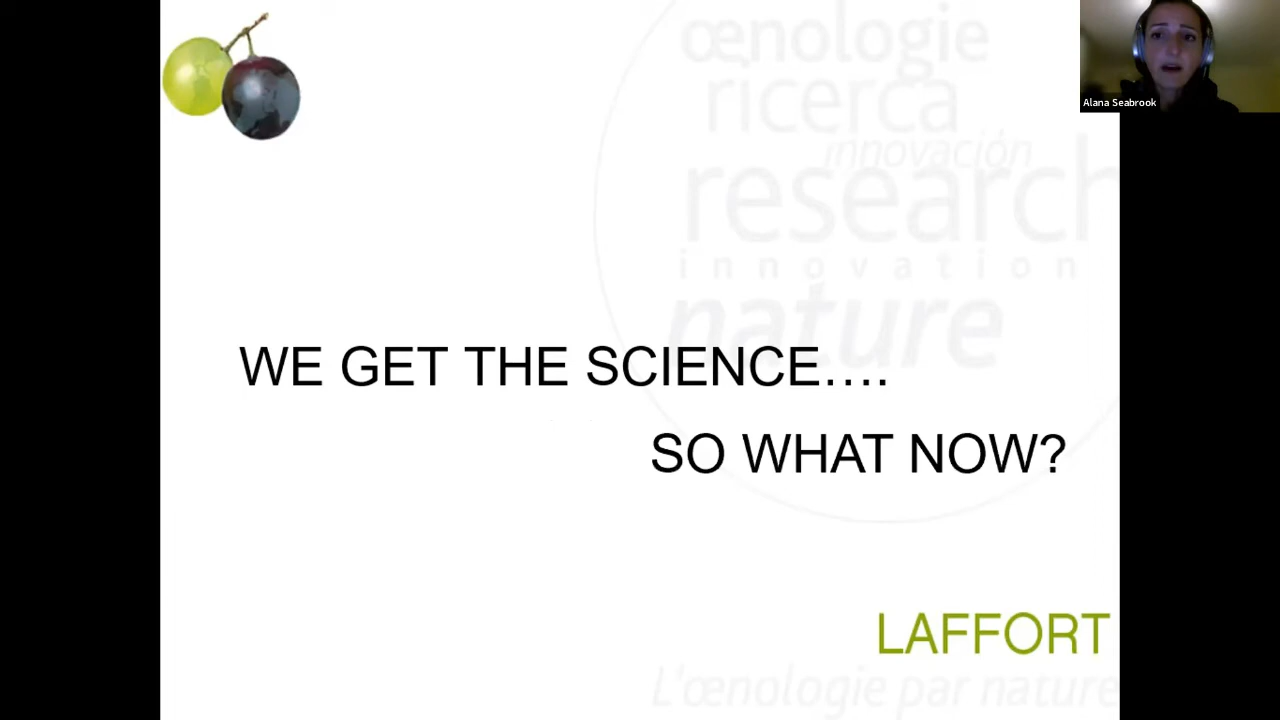 œnologie
ricerca
innovación
research
innovation
nature
Alana Seabrook
WE GET THE SCIENCE....
SO WHAT NOW?
LAFFORT
L'œnologie par nature